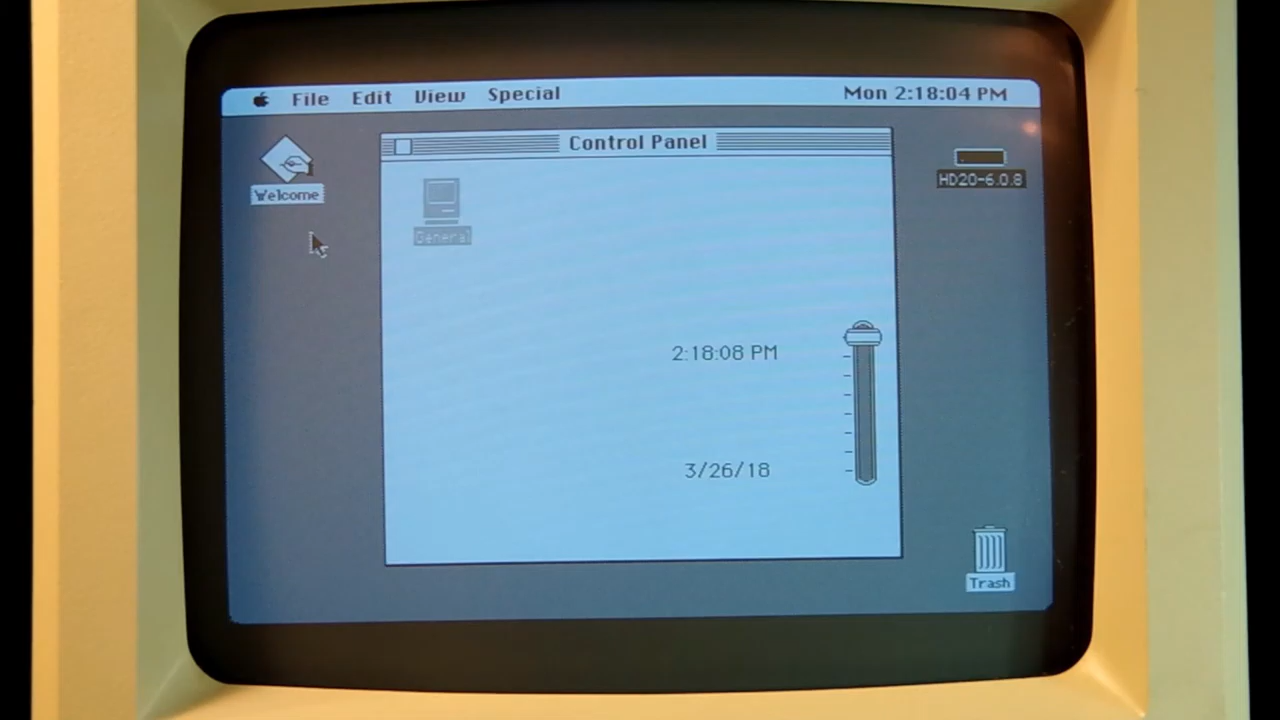 File Edit View Special Mon 2:18:04 PM
Control Panel
Welcome
HD20-6.0.8
General
2:18:08 PM
3/26/18
Trash